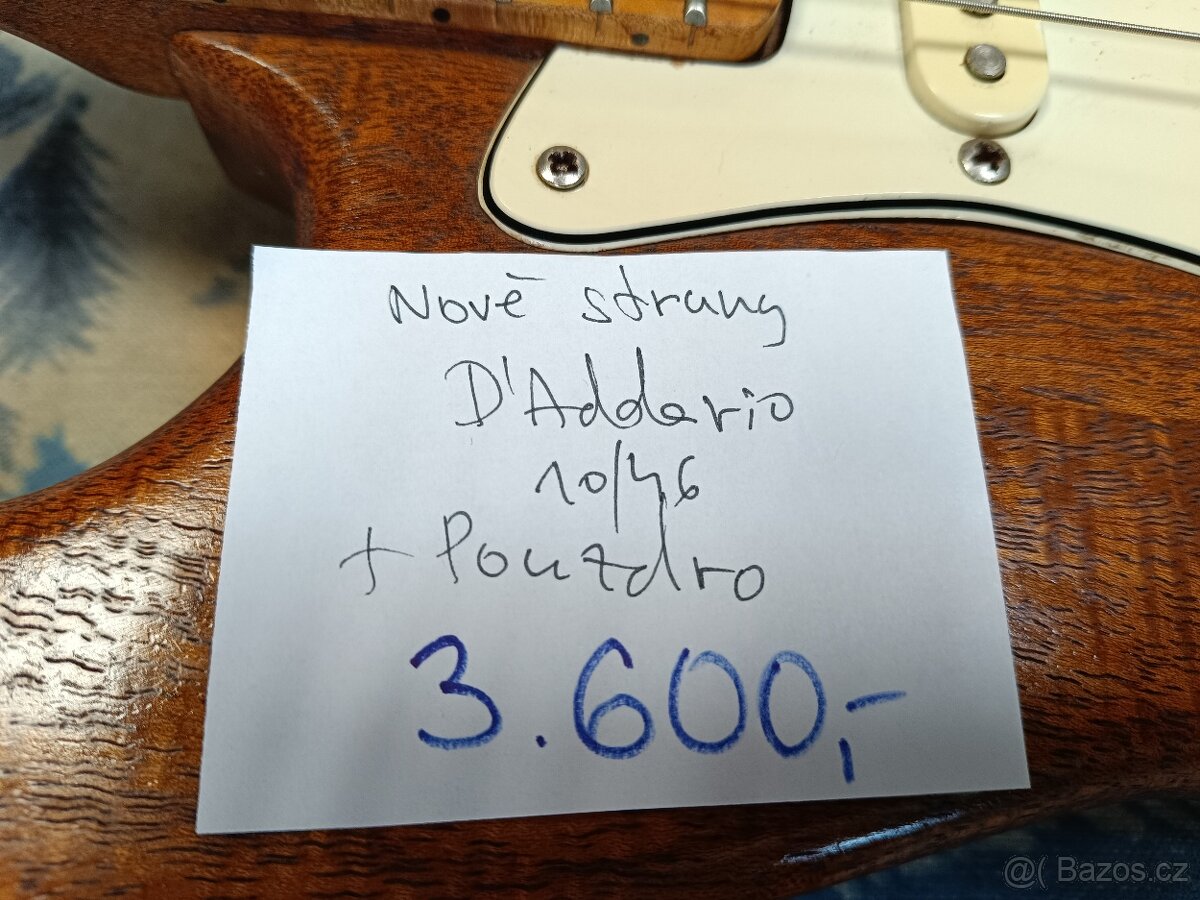 Nové struny
D'Addario
10/46
+ Pouzdro
3.600,-
@( Bazos.cz